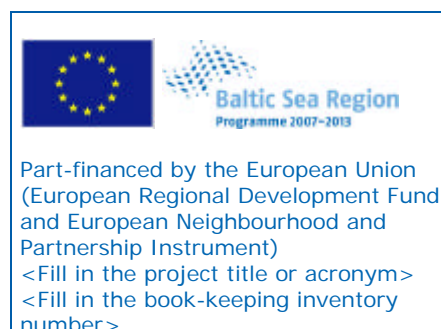 Baltic Sea Region
Programme 2007-2013
Part-financed by the European Union
(European Regional Development Fund
and European Neighbourhood and
Partnership Instrument)
<Fill in the project title or acronym>
<Fill in the book-keeping inventory
number>